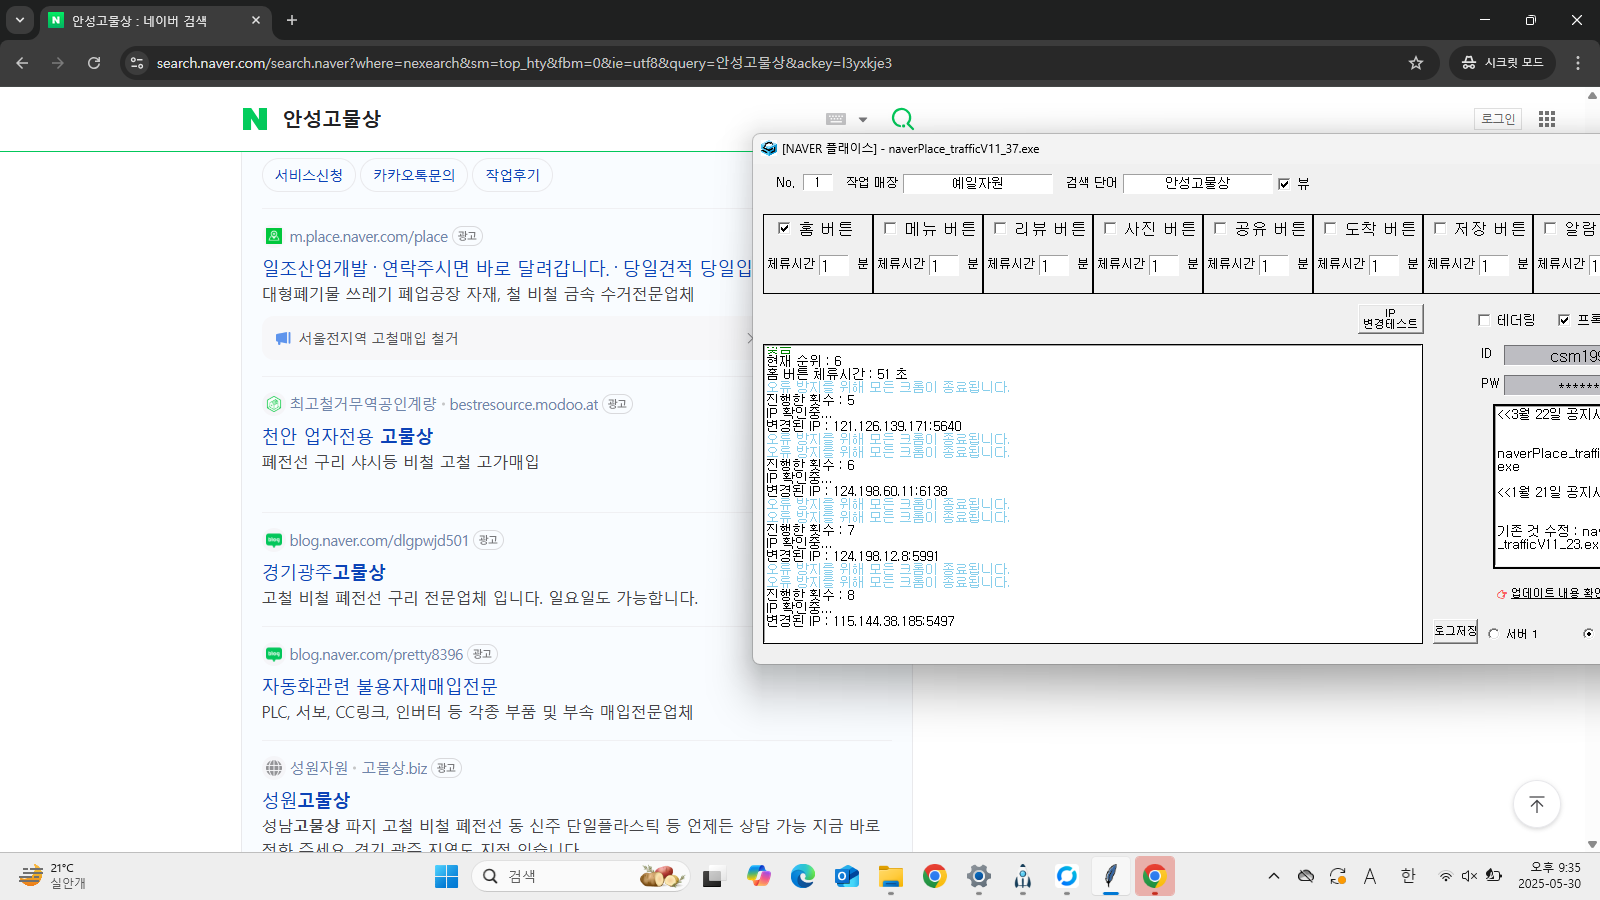 안성고물상 : 네이버 검색
search.naver.com/search.naver?where=nexearch&sm=top_hty&fbm=0&ie=utf8&query=안성고물상&ackey=l3yxkje3
시크릿 모드
N 안성고물상
로그인
서비스신청
카카오톡문의
작업후기
m.place.naver.com/place 광고
일조산업개발 · 연락주시면 바로 달려갑니다. · 당일견적 당일입
대형폐기물 쓰레기 폐업공장 자재, 철 비철 금속 수거전문업체
서울전지역 고철매입 철거
최고철거무역공인계량 · bestresource.modoo.at 광고
천안 업자전용 고물상
폐전선 구리 샤시등 비철 고철 고가매입
blog.naver.com/dlgpwjd501 광고
경기광주고물상
고철 비철 폐전선 구리 전문업체 입니다. 일요일도 가능합니다.
blog.naver.com/pretty8396 광고
자동화관련 불용자재매입전문
PLC, 서보, CC링크, 인버터 등 각종 부품 및 부속 매입전문업체
성원자원 · 고물상.biz 광고
성원고물상
성남고물상 파지 고철 비철 폐전선 동 신주 단일플라스틱 등 언제든 상담 가능 지금 바로
전화 주세요. 경기 광주 지역도 지점 있습니다
[NAVER 플레이스] - naverPlace_trafficV11_37.exe
No. 1 작업 매장 예일자원 검색 단어 안성고물상 뷰
홈 버튼 메뉴 버튼 리뷰 버튼 사진 버튼 공유 버튼 도착 버튼 저장 버튼 알람
체류시간 1 분 체류시간 1 분 체류시간 1 분 체류시간 1 분 체류시간 1 분 체류시간 1 분 체류시간 1 분 체류시간 1
IP
변경테스트
테더링 프록
ID csm199
PW ******
현재 순위 : 6
홈 버튼 체류시간 : 51 초
오류 방지를 위해 모든 크롬이 종료됩니다.
진행한 횟수 : 5
IP 확인중...
변경된 IP : 121.126.139.171:5640
오류 방지를 위해 모든 크롬이 종료됩니다.
오류 방지를 위해 모든 크롬이 종료됩니다.
진행한 횟수 : 6
IP 확인중...
변경된 IP : 124.198.60.11:6138
오류 방지를 위해 모든 크롬이 종료됩니다.
오류 방지를 위해 모든 크롬이 종료됩니다.
진행한 횟수 : 7
IP 확인중...
변경된 IP : 124.198.12.8:5991
오류 방지를 위해 모든 크롬이 종료됩니다.
오류 방지를 위해 모든 크롬이 종료됩니다.
진행한 횟수 : 8
IP 확인중...
변경된 IP : 115.144.38.185:5497
<<3월 22일 공지사
naverPlace_traffi
exe
<<1월 21일 공지사
기존 것 수정 : nav
_trafficV11_23.ex
업데이트 내용 확인
로그저장
서버 1
21°C
실안개
검색
A 한
오후 9:35
2025-05-30